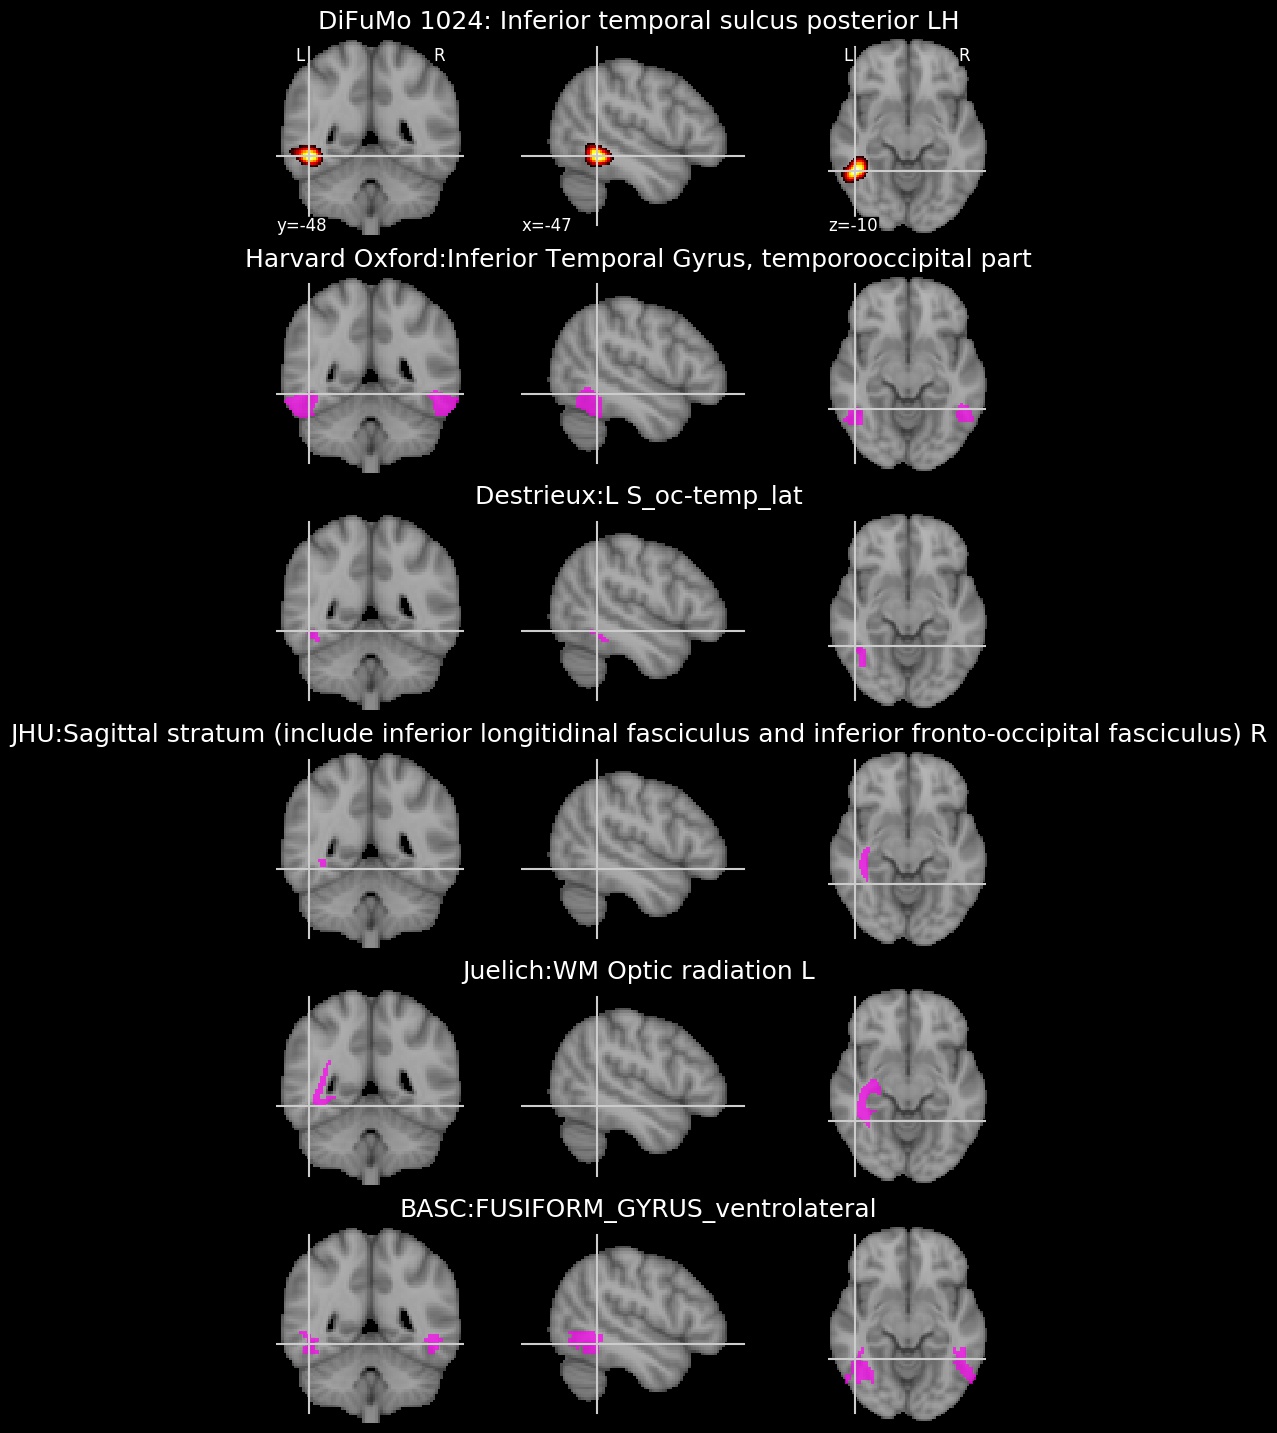 DiFuMo 1024: Inferior temporal sulcus posterior LH
L R L R
y=-48 x=-47 z=-10
Harvard Oxford:Inferior Temporal Gyrus, temporooccipital part
Destrieux:L S_oc-temp_lat
JHU:Sagittal stratum (include inferior longitidinal fasciculus and inferior fronto-occipital fasciculus) R
Juelich:WM Optic radiation L
BASC:FUSIFORM_GYRUS_ventrolateral